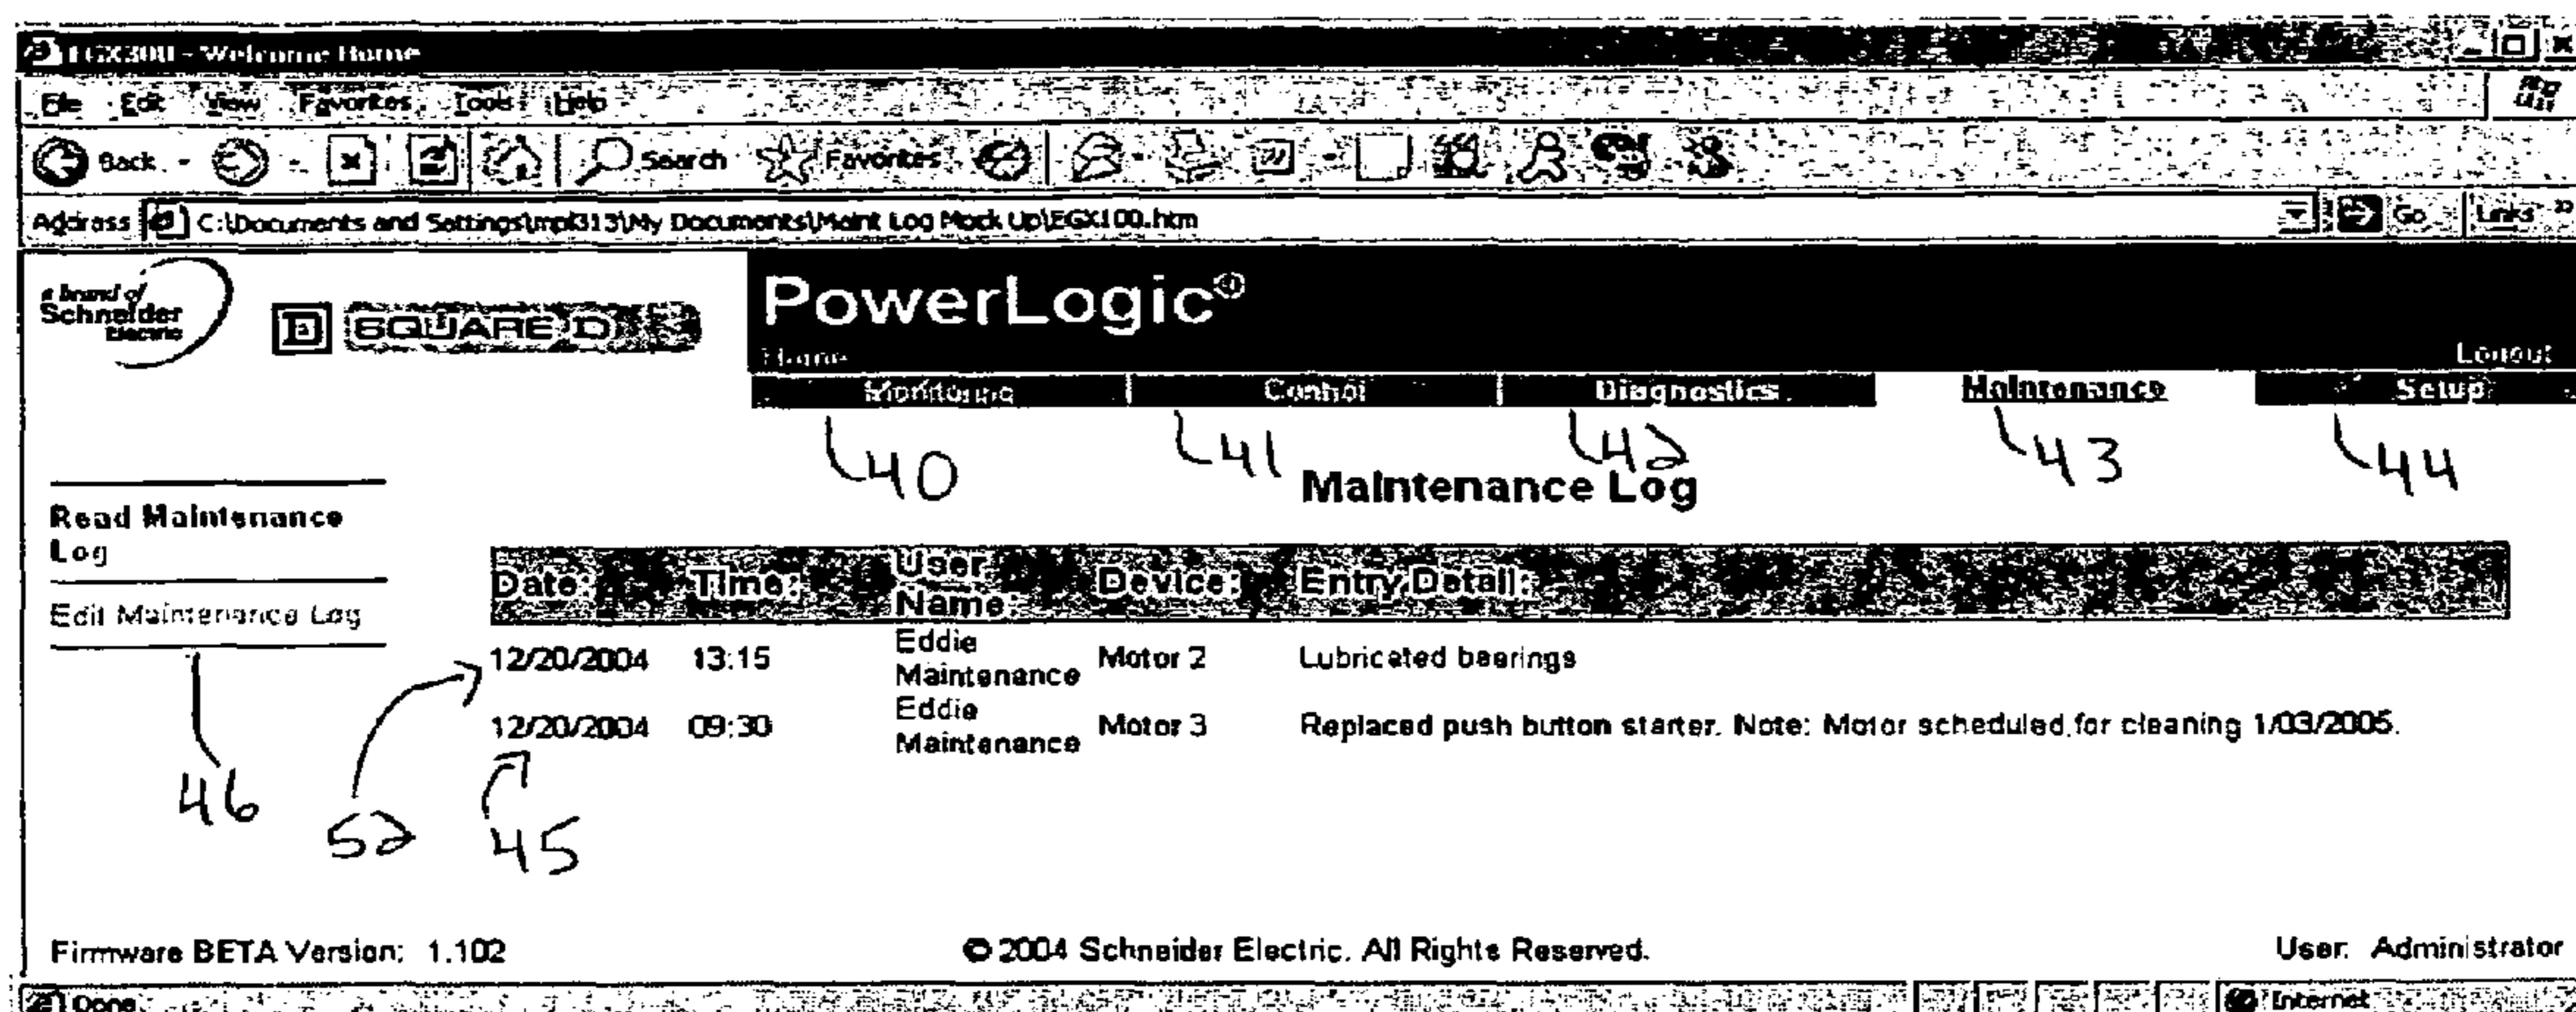 EGX300 - Welcome Home
File Edit View Favorites Tools Help
Back Search Favorites
Address C:\Documents and Settings\mpl313\My Documents\Maint Log Mock Up\EGX100.htm Go Links »
a brand of
Schneider
Electric
D SQUARE D
PowerLogic®
Home Logout
Monitoring Control Diagnostics Maintenance Setup
40 41 42 43 44
Maintenance Log
Read Maintenance
Log
Edit Maintenance Log
Date: Time: User Name: Device: Entry Detail:
12/20/2004 13:15 Eddie Maintenance Motor 2 Lubricated bearings
12/20/2004 09:30 Eddie Maintenance Motor 3 Replaced push button starter. Note: Motor scheduled for cleaning 1/03/2005.
46 52 45
Firmware BETA Version: 1.102 © 2004 Schneider Electric. All Rights Reserved. User: Administrator
Done Internet